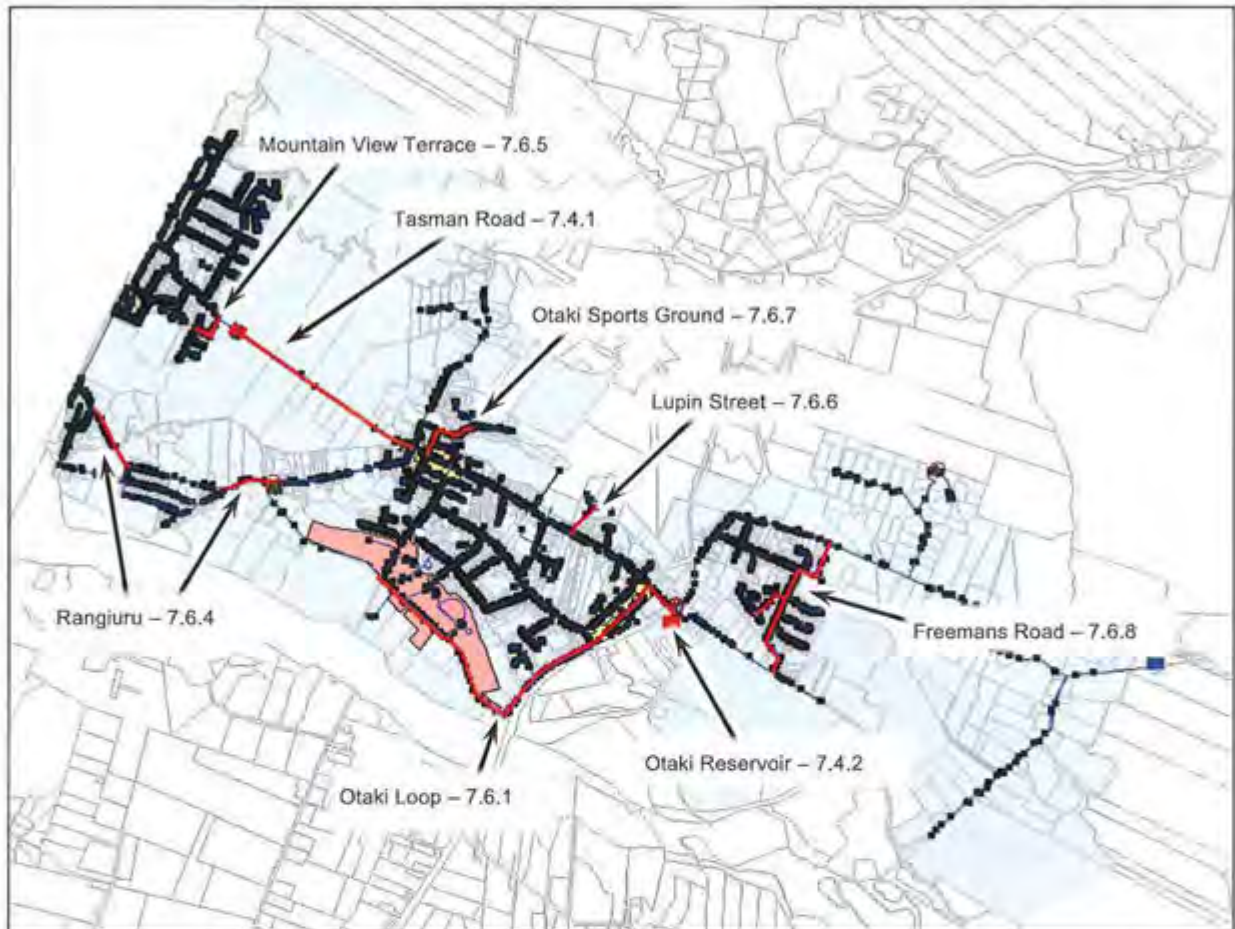 Mountain View Terrace – 7.6.5
Tasman Road – 7.4.1
Otaki Sports Ground – 7.6.7
Lupin Street – 7.6.6
Rangiuru – 7.6.4
Freemans Road – 7.6.8
Otaki Reservoir – 7.4.2
Otaki Loop – 7.6.1